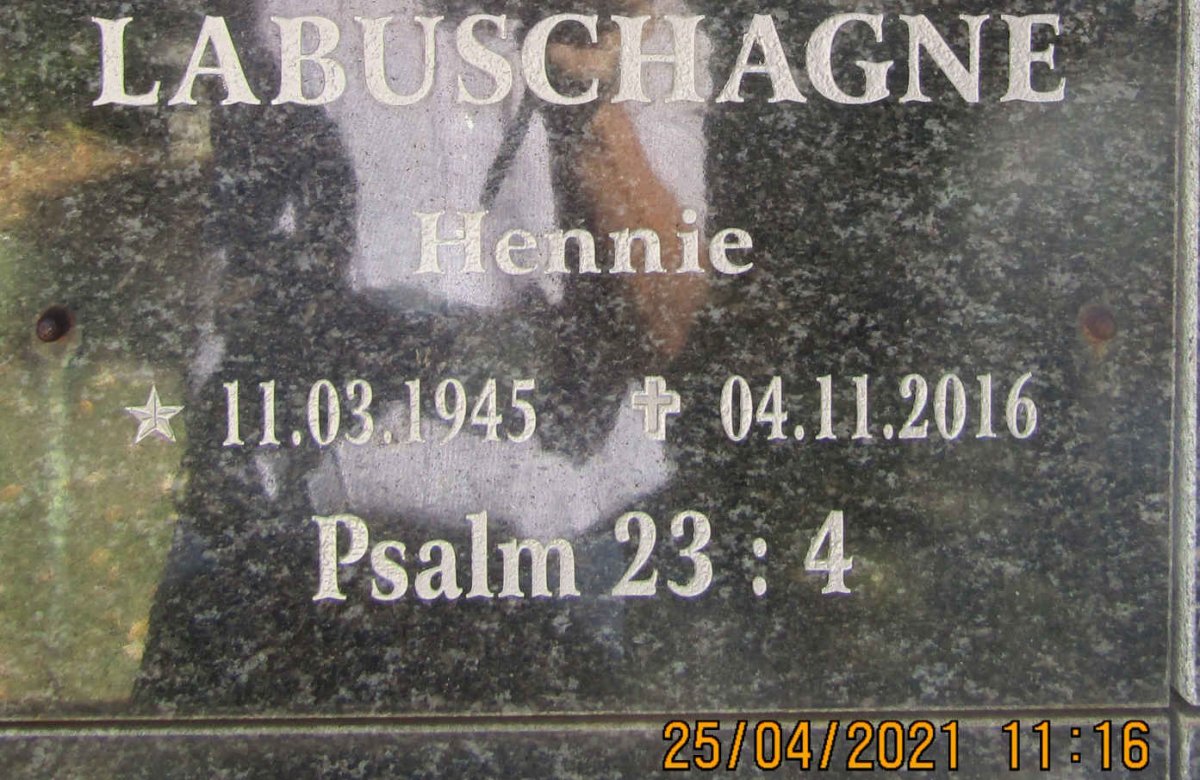 LABUSCHAGNE
Hennie
11.03.1945 04.11.2016
Psalm 23 : 4
25/04/2021 11:16